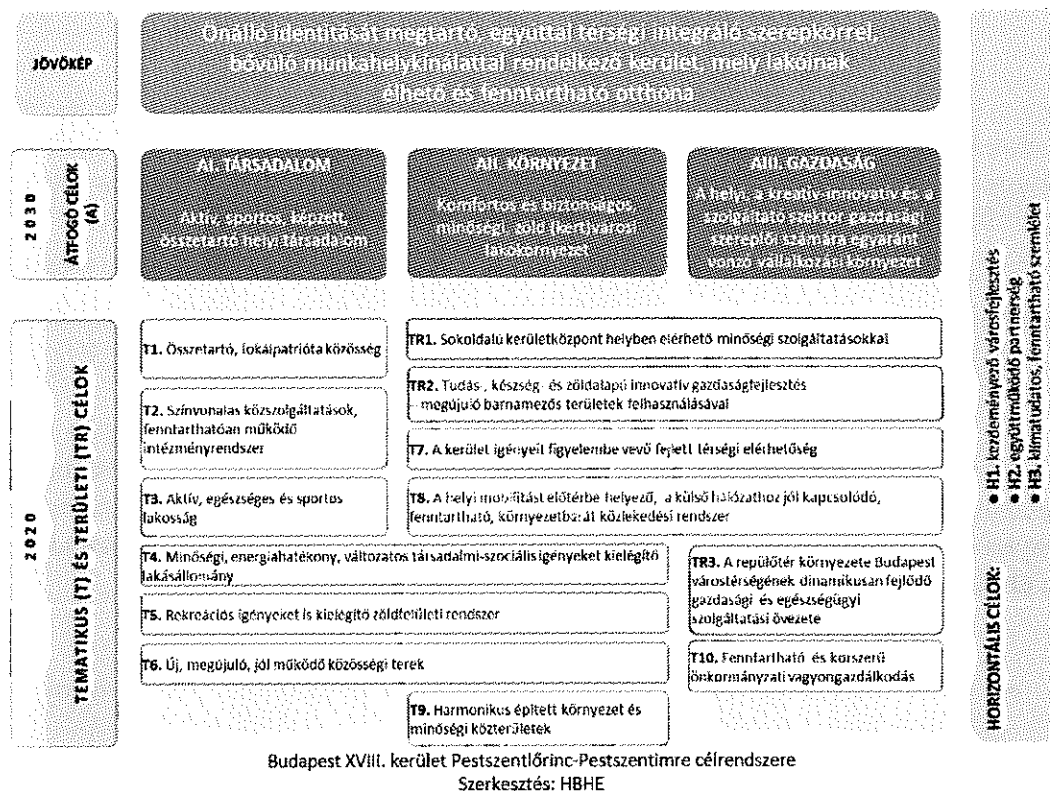 JÖVŐKÉP
Önálló identitását megtartó, egyúttal térségi integráló szerepkörrel,
bővülő munkahelykínálattal rendelkező kerület, mely lakóinak
élhető és fenntartható otthona
2030
ÁTFOGÓ CÉLOK
(A)
AI. TÁRSADALOM
Aktív, sportos, képzett,
összetartó helyi társadalom
AII. KÖRNYEZET
Komfortos és biztonságos,
minőségi zöld (kert)városi
lakókörnyezet
AIII. GAZDASÁG
A helyi, a kreatív-innovatív és a
szolgáltató szektor gazdasági
szereplői számára egyaránt
vonzó vállalkozási környezet
2020
TEMATIKUS (T) ÉS TERÜLETI (TR) CÉLOK
T1. Összetartó, lokálpatrióta közösség
T2. Színvonalas közszolgáltatások,
fenntarthatóan működő
intézményrendszer
T3. Aktív, egészséges és sportos
lakosság
TR1. Sokoldalú kerületközpont helyben elérhető minőségi szolgáltatásokkal
TR2. Tudás-, készség- és zöldalapú innovatív gazdaságfejlesztés
- megújuló barnamezős területek felhasználásával
T7. A kerület igényeit figyelembe vevő fejlett térségi elérhetőség
T8. A helyi mobilitást előtérbe helyező, a külső hálózathoz jól kapcsolódó,
fenntartható, környezetbarát közlekedési rendszer
T4. Minőségi, energiahatékony, változatos társadalmi-szociális igényeket kielégítő
lakásállomány
T5. Rekreációs igényeket is kielégítő zöldfelületi rendszer
T6. Új, megújuló, jól működő közösségi terek
TR3. A repülőtér környezete Budapest
várostérségének dinamikusan fejlődő
gazdasági és egészségügyi
szolgáltatási övezete
T10. Fenntartható és korszerű
önkormányzati vagyongazdálkodás
T9. Harmonikus épített környezet és
minőségi közterületek
HORIZONTÁLIS CÉLOK:
● H1. kezdeményező városfejlesztés
● H2. együttműködő partnerség
● H3. klímatudatos, fenntartható szemlélet
Budapest XVIII. kerület Pestszentlőrinc-Pestszentimre célrendszere
Szerkesztés: HBHE